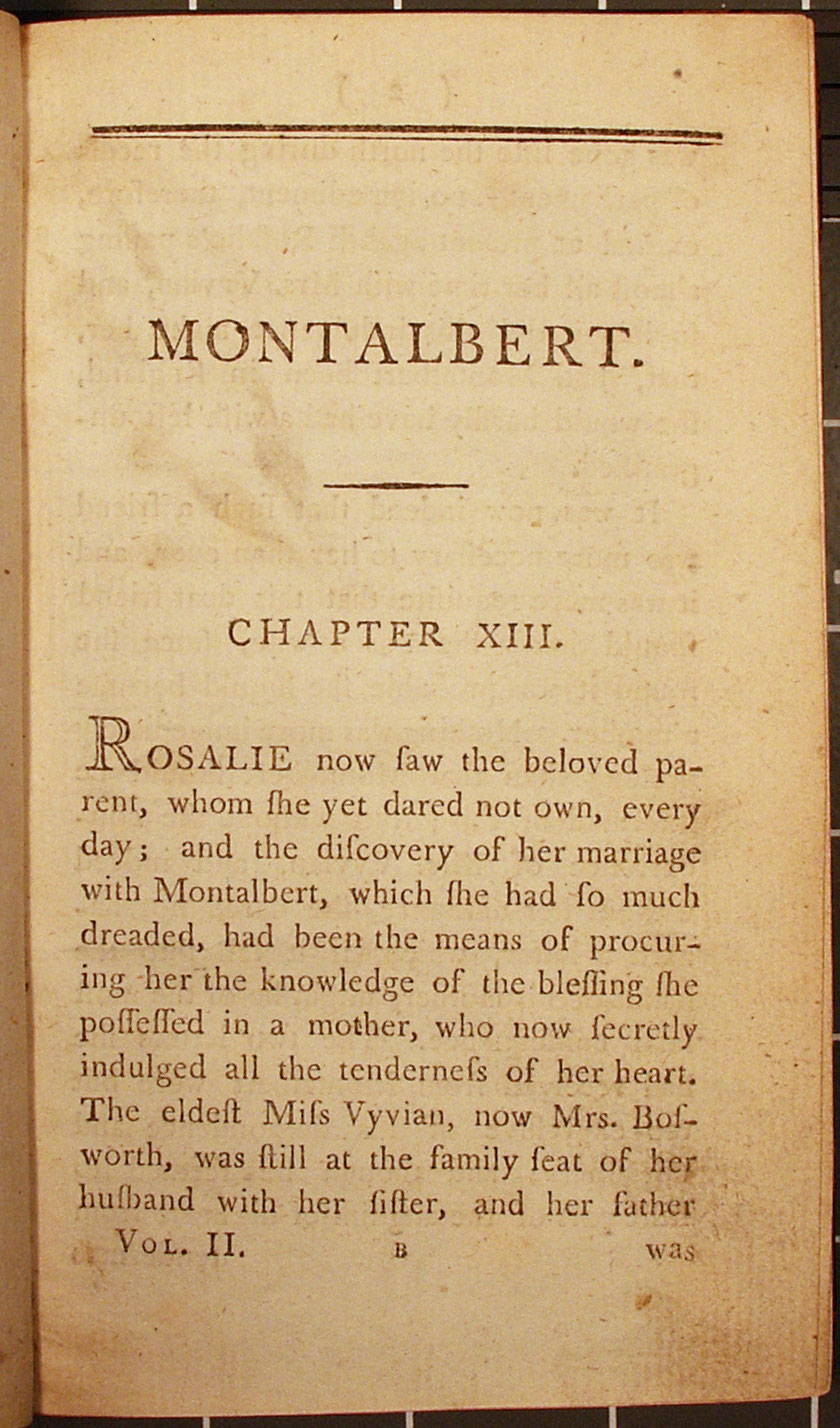 MONTALBERT.
CHAPTER XIII.
ROSALIE now ſaw the beloved pa-
rent, whom ſhe yet dared not own, every
day; and the diſcovery of her marriage
with Montalbert, which ſhe had ſo much
dreaded, had been the means of procur-
ing her the knowledge of the bleſſing ſhe
poſſeſſed in a mother, who now ſecretly
indulged all the tenderneſs of her heart.
The eldeſt Miſs Vyvian, now Mrs. Boſ-
worth, was ſtill at the family ſeat of her
huſband with her ſiſter, and her father
VOL. II. B was